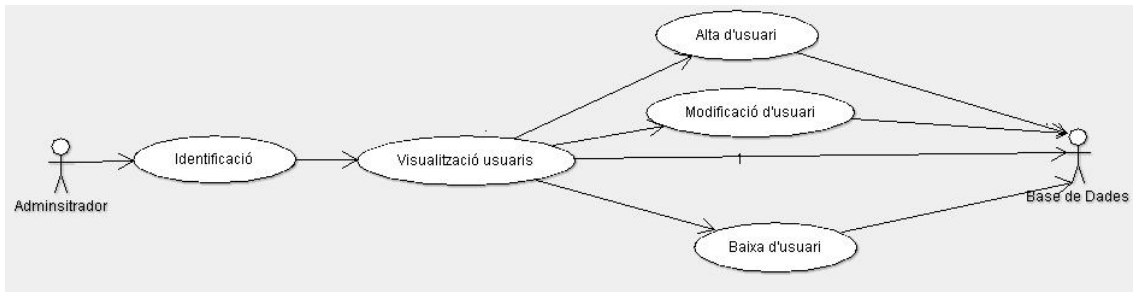 Alta d'usuari
Modificació d'usuari
Identificació
Visualització usuaris
1
Adminsitrador
Base de Dades
Baixa d'usuari